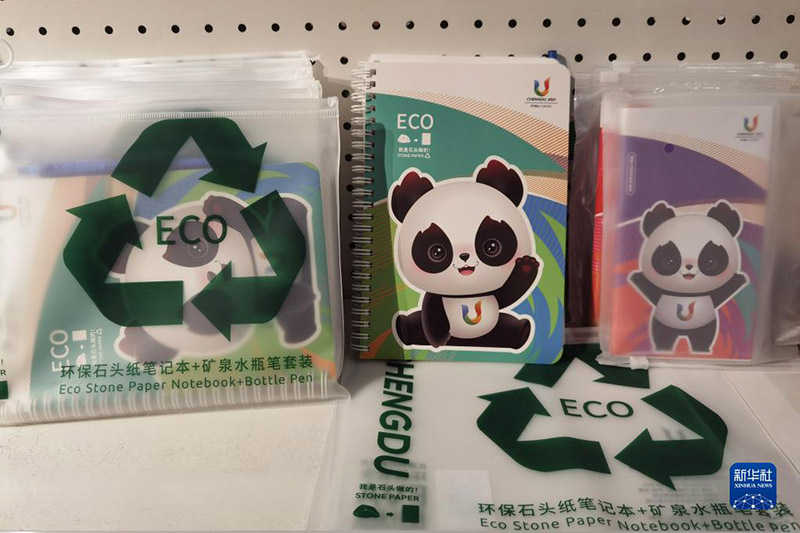 ECO
ECO
环保石头纸笔记本+矿泉水瓶笔套装
Eco Stone Paper Notebook+Bottle Pen
ECO
我是石头做的!
STONE PAPER
CHENGDU 2021
HENGDU
我是石头做的!
STONE PAPER
ECO
环保石头纸笔记本+矿泉水瓶笔套装
Eco Stone Paper Notebook+Bottle Pen
新华社
XINHUA NEWS